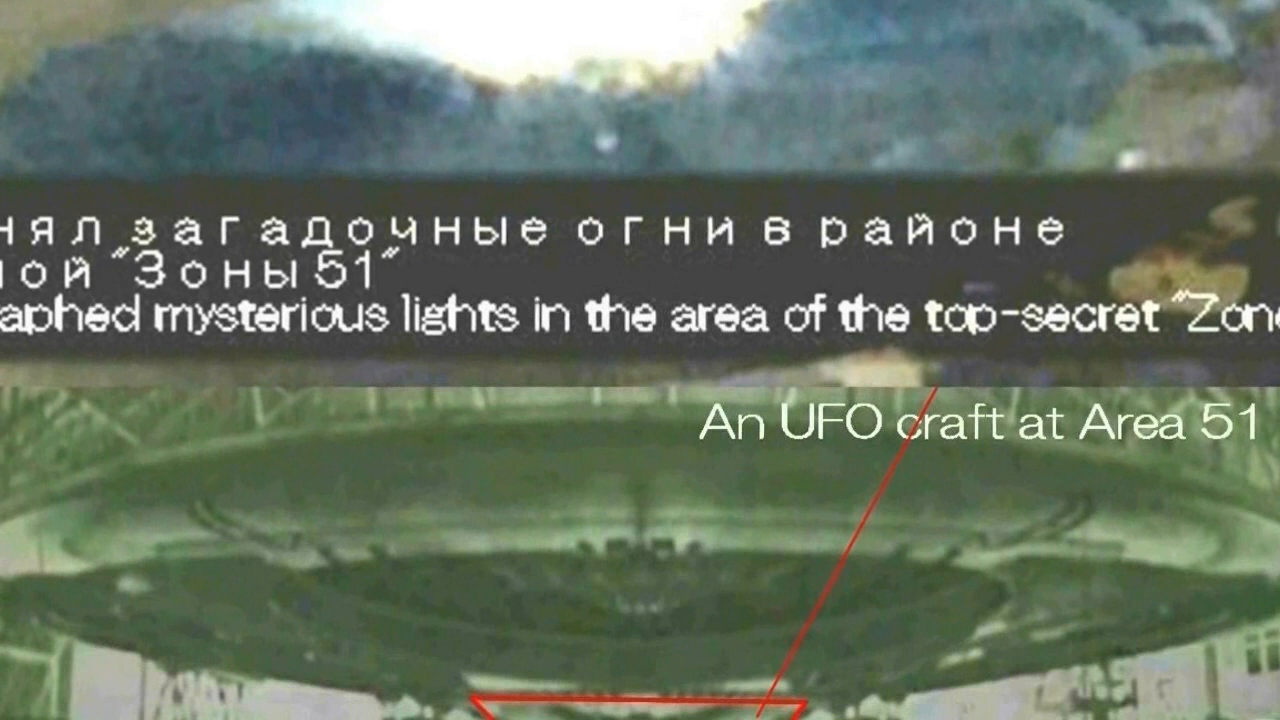 нял загадочные огни в районе
ной "Зоны 51"
aphed mysterious lights in the area of the top-secret "Zone
An UFO craft at Area 51